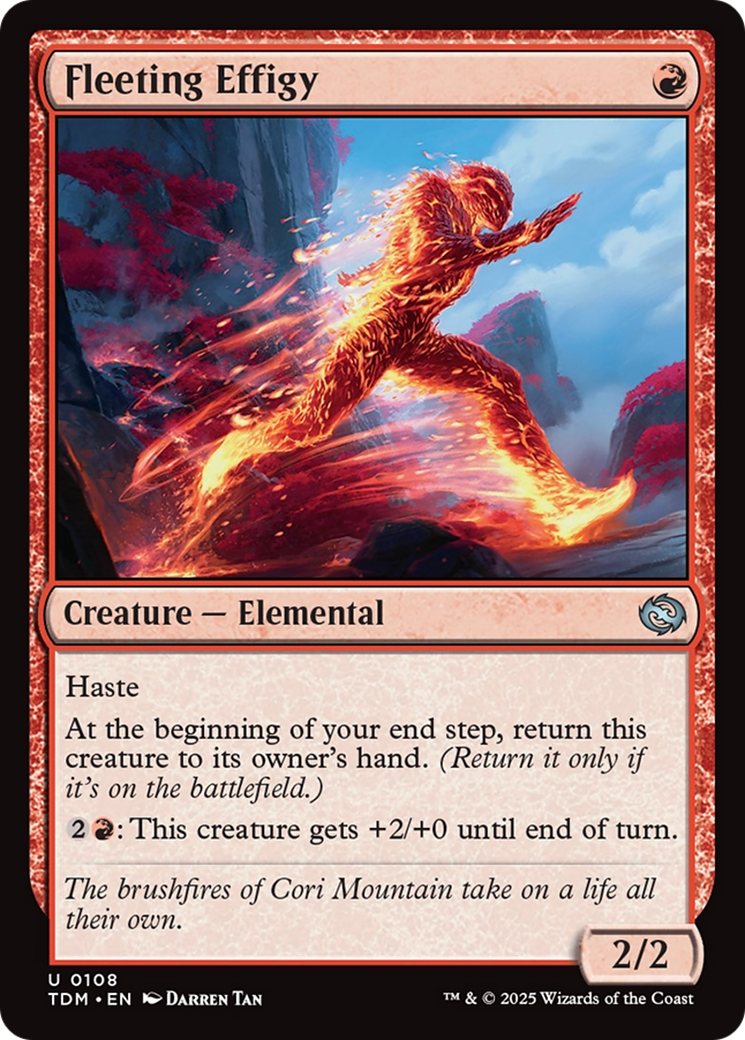 Fleeting Effigy
Creature — Elemental
Haste
At the beginning of your end step, return this
creature to its owner's hand. (Return it only if
it's on the battlefield.)
2: This creature gets +2/+0 until end of turn.
The brushfires of Cori Mountain take on a life all
their own.
2/2
U 0108
TDM • EN Darren Tan
™ & © 2025 Wizards of the Coast